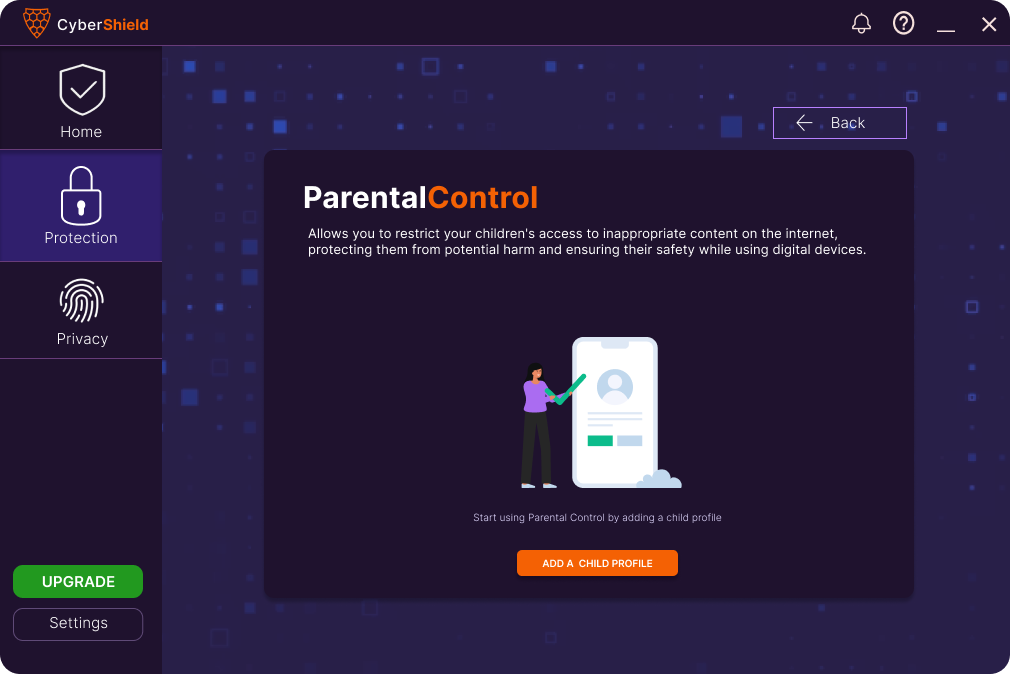 CyberShield
Home
Protection
Privacy
UPGRADE
Settings
Back
ParentalControl
Allows you to restrict your children's access to inappropriate content on the internet,
protecting them from potential harm and ensuring their safety while using digital devices.
Start using Parental Control by adding a child profile
ADD A CHILD PROFILE